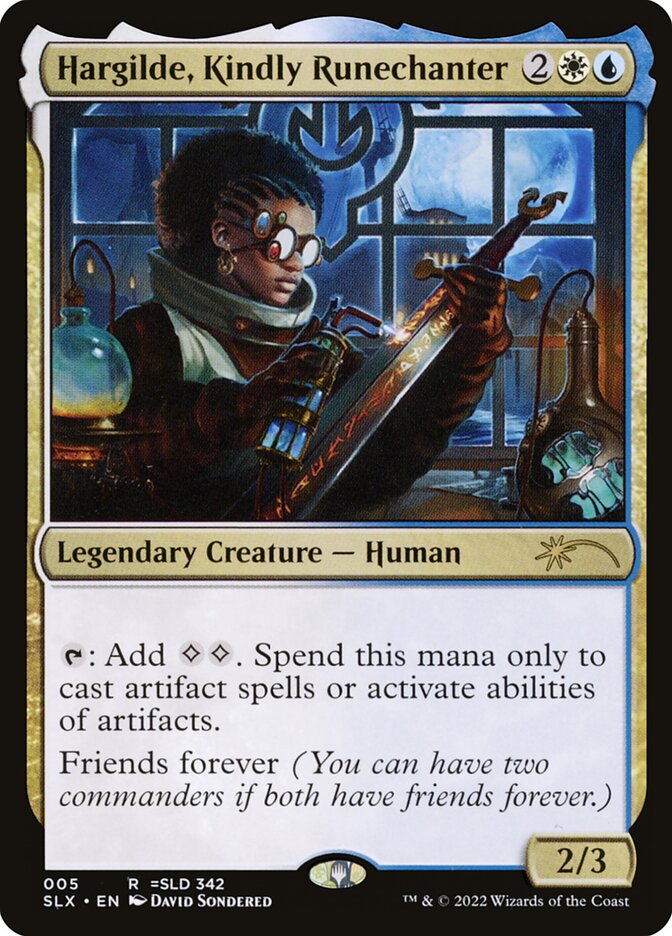 Hargilde, Kindly Runechanter 2
Legendary Creature — Human
: Add . Spend this mana only to
cast artifact spells or activate abilities
of artifacts.
Friends forever (You can have two
commanders if both have friends forever.)
2/3
005 R =SLD 342
SLX • EN DAVID SONDERED
™ & © 2022 Wizards of the Coast